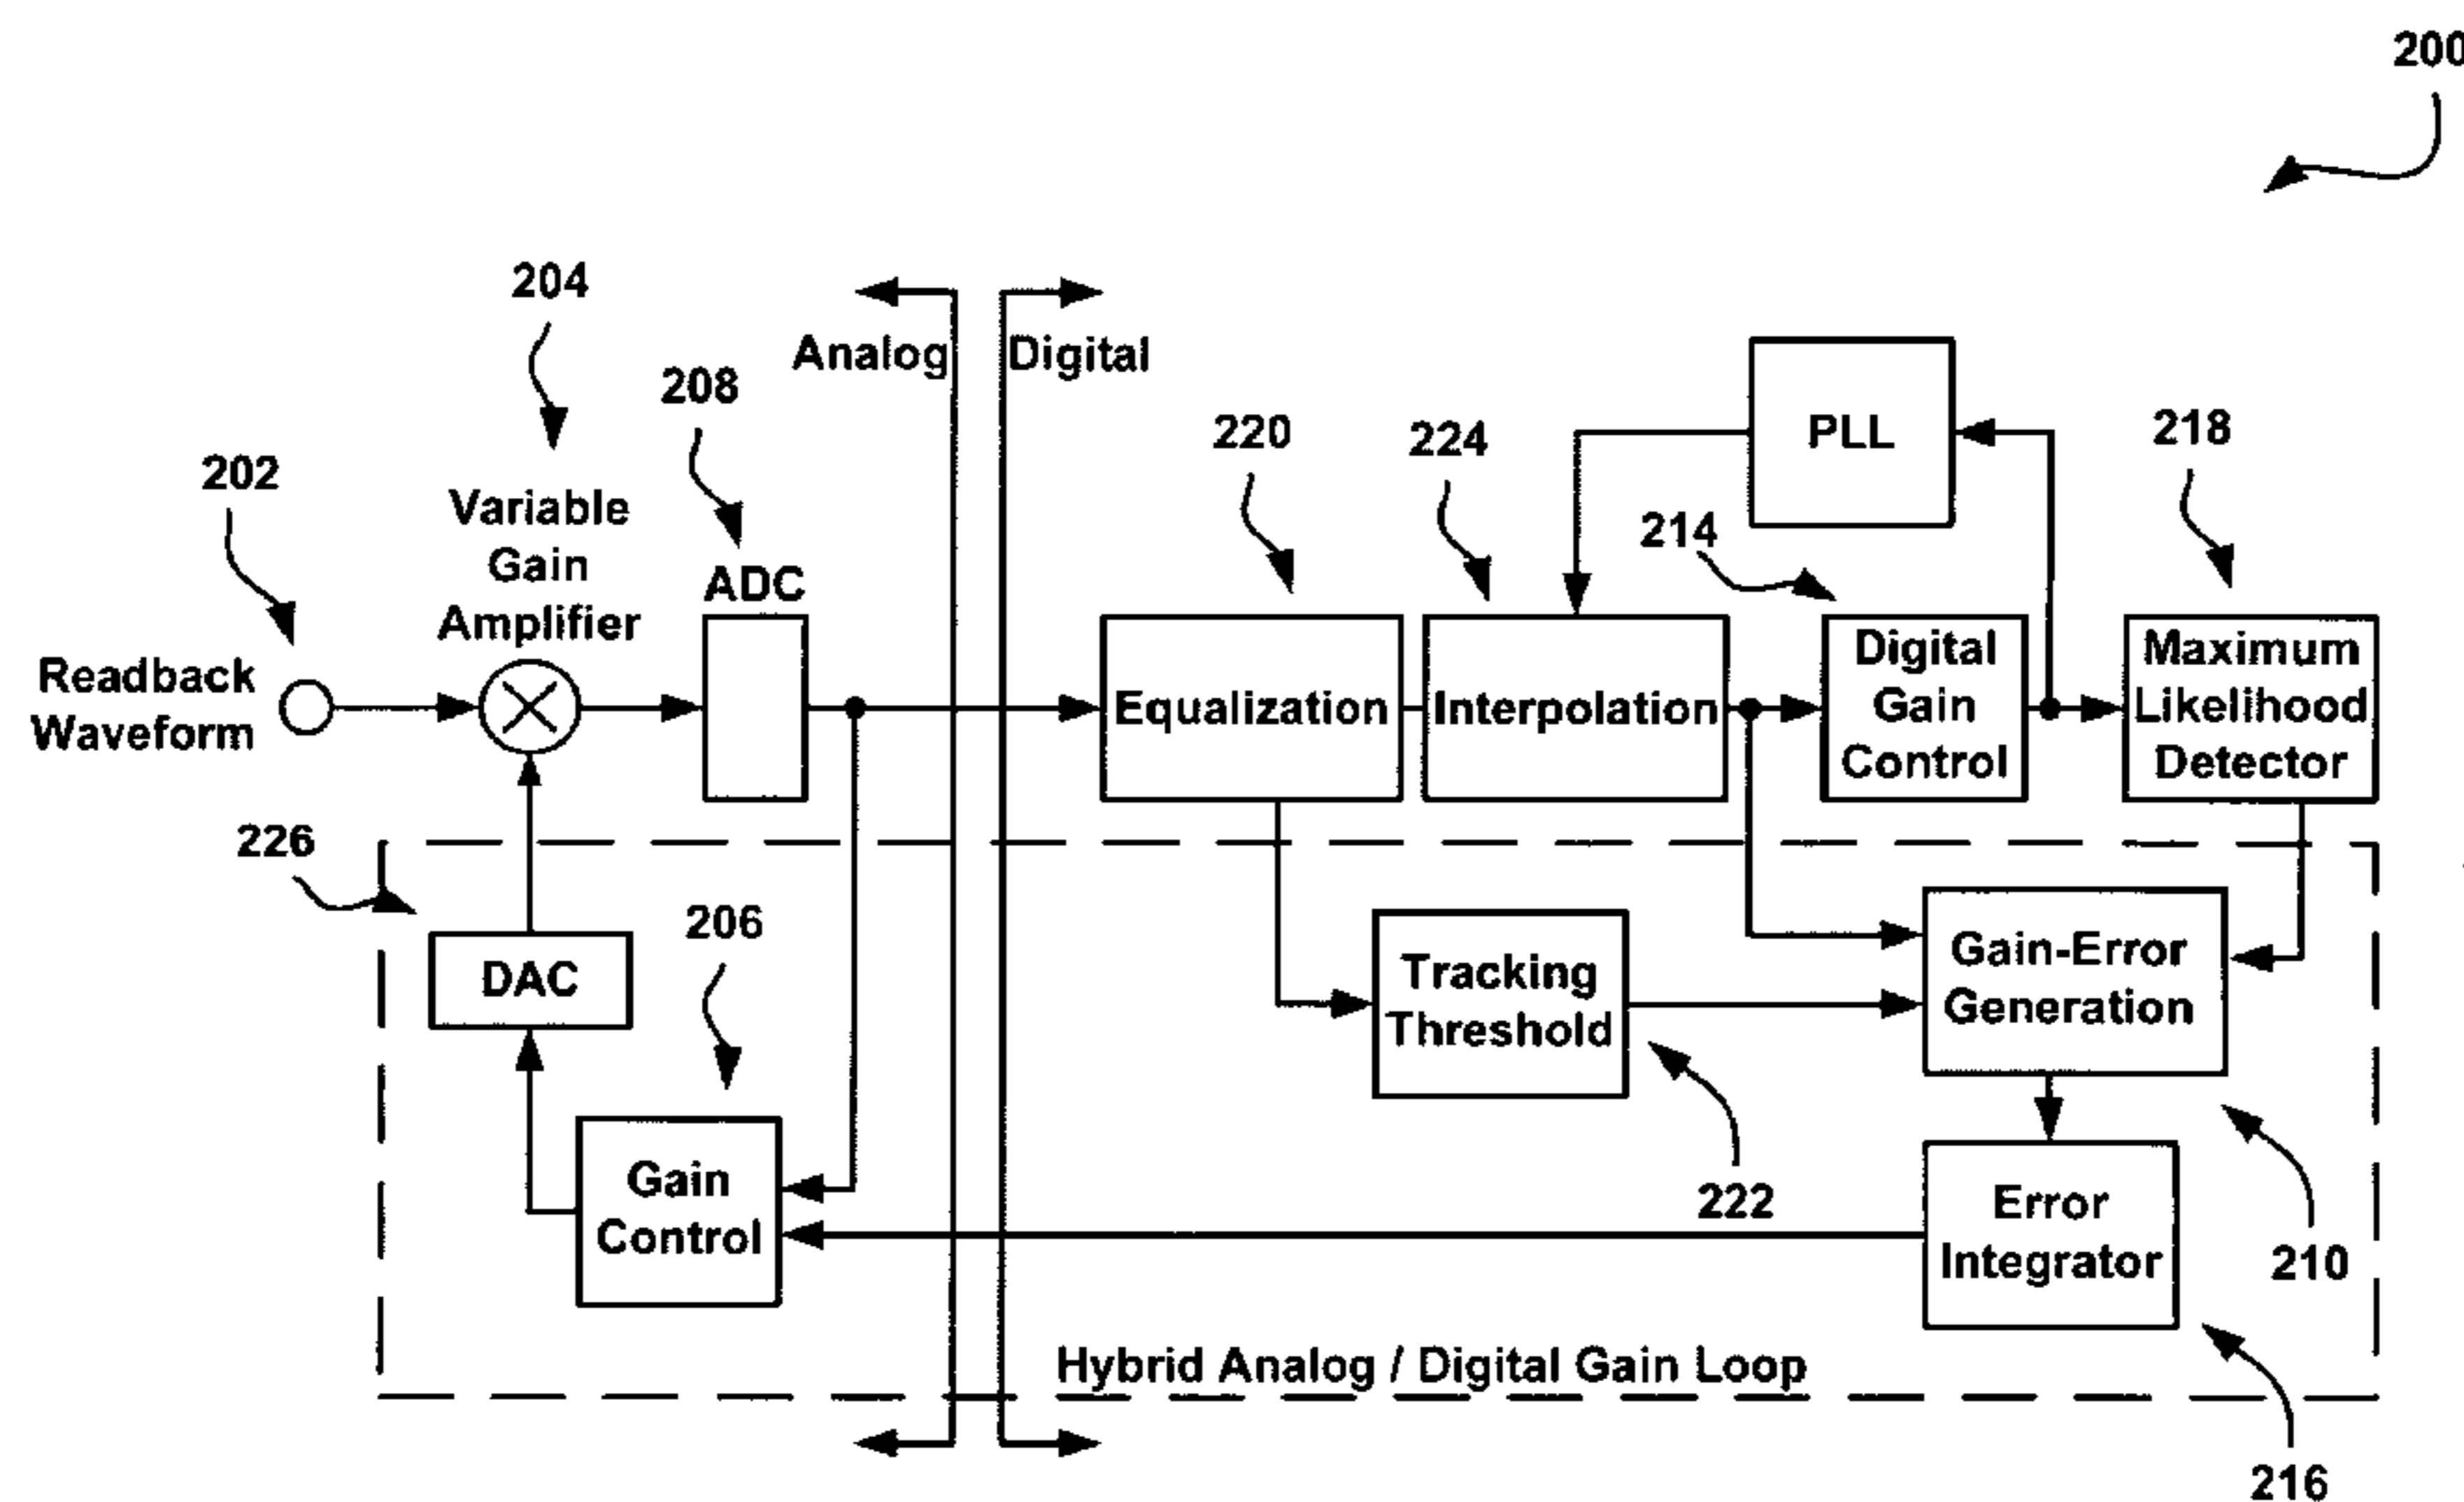 200
204
Analog
Digital
208
PLL
220
224
218
202
Variable
Gain
Amplifier
214
ADC
Readback
Waveform
Equalization
Interpolation
Digital
Gain
Control
Maximum
Likelihood
Detector
226
206
DAC
Tracking
Threshold
Gain-Error
Generation
Gain
Control
222
Error
Integrator
210
Hybrid Analog / Digital Gain Loop
216